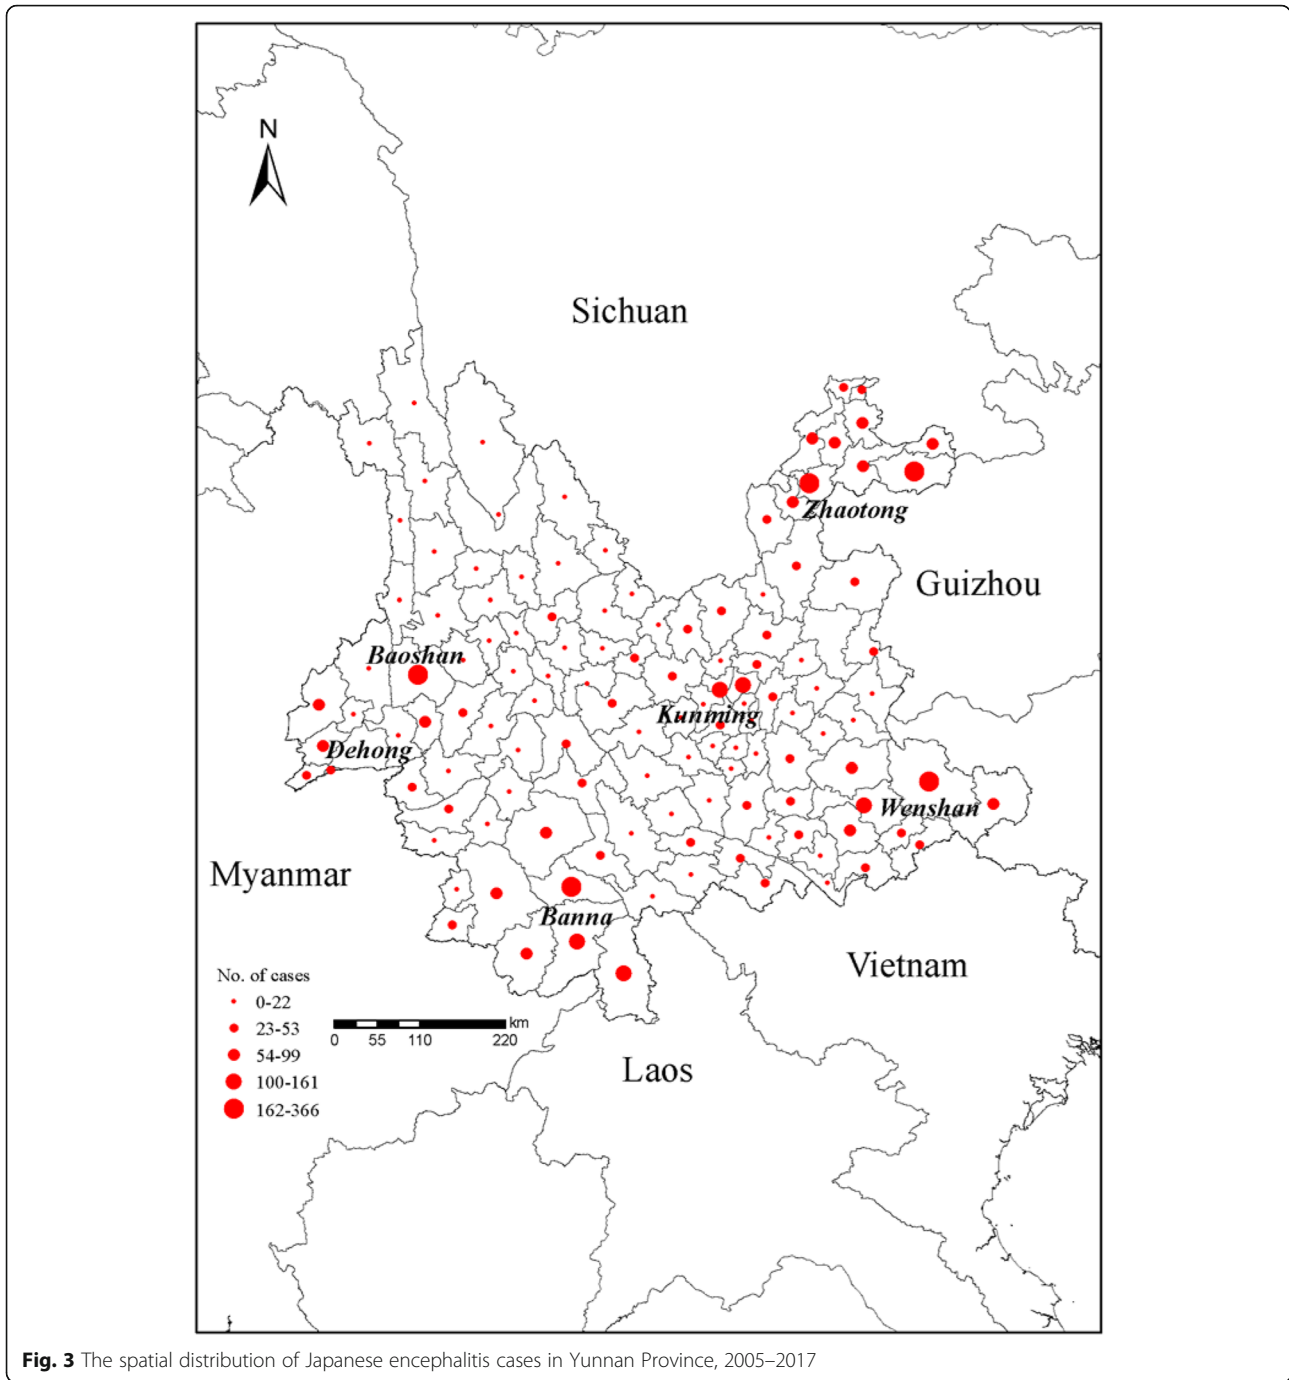 N
Sichuan
Zhaotong
Guizhou
Baoshan
Kunming
Dehong
Wenshan
Myanmar
Banna
Vietnam
No. of cases
0-22
23-53
54-99
100-161
162-366
km
0 55 110 220
Laos
Fig. 3 The spatial distribution of Japanese encephalitis cases in Yunnan Province, 2005–2017